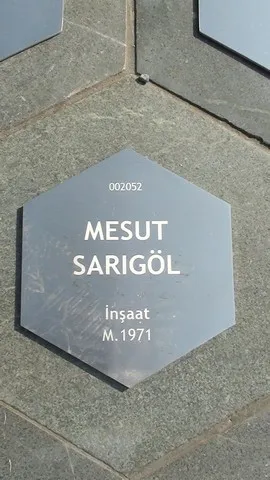 002052
MESUT
SARIGÖL
İnşaat
M.1971